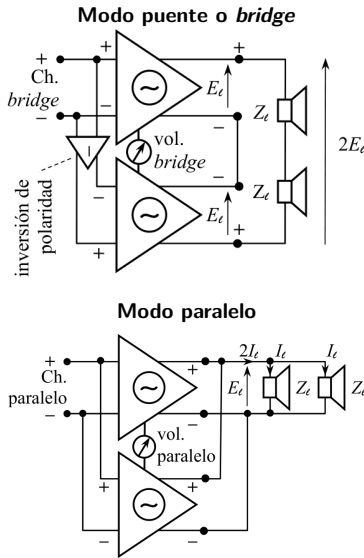 Modo puente o bridge
+
+
+
+
Ch.
bridge
−
−
E_ℓ
Z_ℓ
−
−
vol.
bridge
2E_ℓ
inversión de
polaridad
−
−
E_ℓ
Z_ℓ
+
+
Modo paralelo
+
+
+
2I_ℓ
I_ℓ
I_ℓ
Ch.
paralelo
E_ℓ
Z_ℓ
Z_ℓ
−
−
−
vol.
paralelo
+
+
−
−